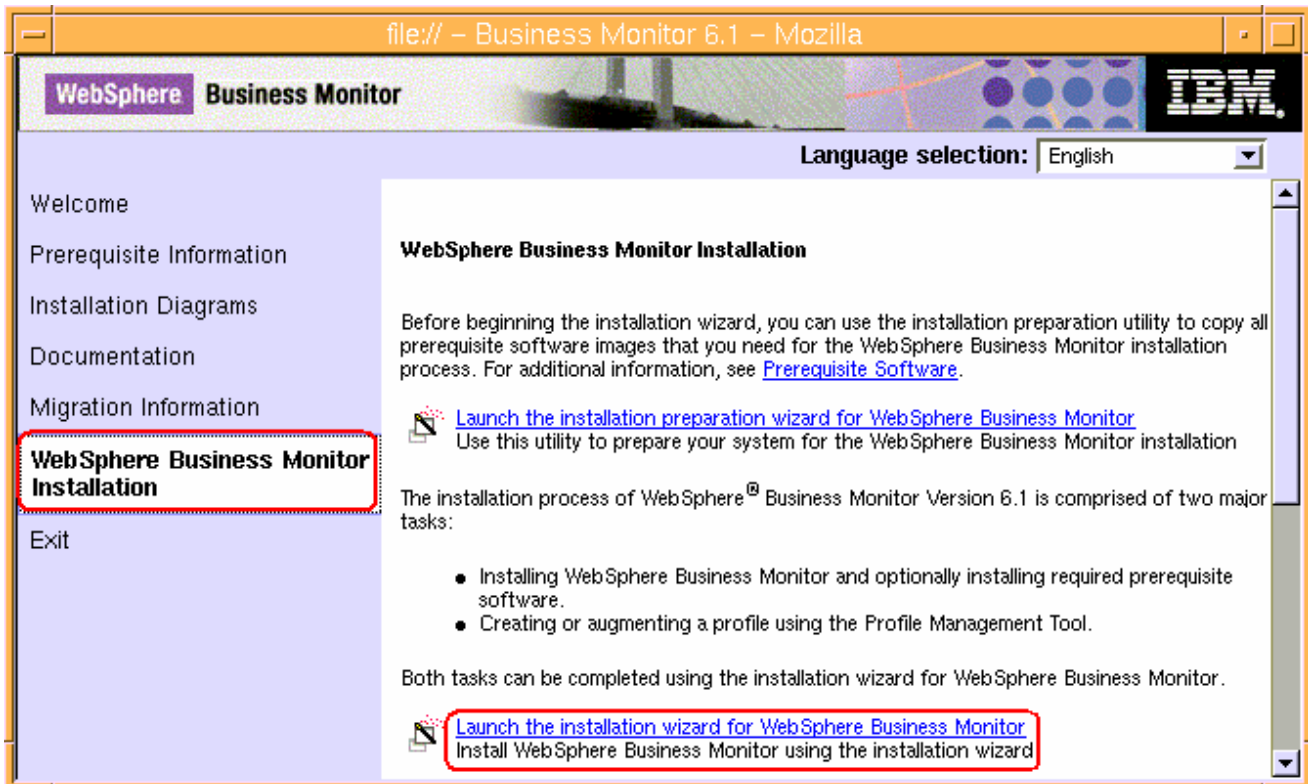 file:// – Business Monitor 6.1 – Mozilla
WebSphere Business Monitor
IBM.
Language selection: English
Welcome
Prerequisite Information
Installation Diagrams
Documentation
Migration Information
WebSphere Business Monitor
Installation
Exit
WebSphere Business Monitor Installation
Before beginning the installation wizard, you can use the installation preparation utility to copy all
prerequisite software images that you need for the WebSphere Business Monitor installation
process. For additional information, see Prerequisite Software.
Launch the installation preparation wizard for WebSphere Business Monitor
Use this utility to prepare your system for the WebSphere Business Monitor installation
The installation process of WebSphere® Business Monitor Version 6.1 is comprised of two major
tasks:
● Installing WebSphere Business Monitor and optionally installing required prerequisite
software.
● Creating or augmenting a profile using the Profile Management Tool.
Both tasks can be completed using the installation wizard for WebSphere Business Monitor.
Launch the installation wizard for WebSphere Business Monitor
Install WebSphere Business Monitor using the installation wizard